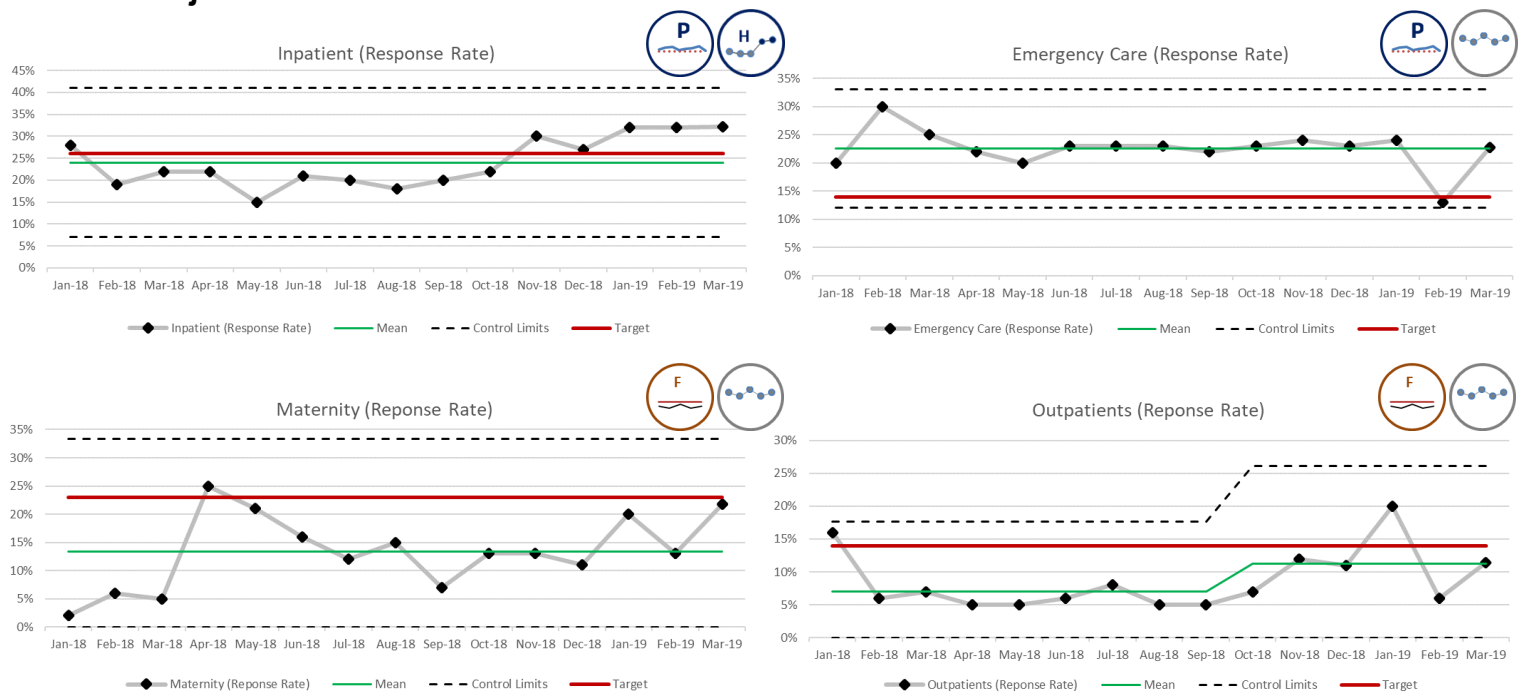 Inpatient (Response Rate)
P
H
45%
40%
35%
30%
25%
20%
15%
10%
5%
0%
Jan-18 Feb-18 Mar-18 Apr-18 May-18 Jun-18 Jul-18 Aug-18 Sep-18 Oct-18 Nov-18 Dec-18 Jan-19 Feb-19 Mar-19
Inpatient (Response Rate) Mean Control Limits Target
Emergency Care (Response Rate)
P
35%
30%
25%
20%
15%
10%
5%
0%
Jan-18 Feb-18 Mar-18 Apr-18 May-18 Jun-18 Jul-18 Aug-18 Sep-18 Oct-18 Nov-18 Dec-18 Jan-19 Feb-19 Mar-19
Emergency Care (Response Rate) Mean Control Limits Target
Maternity (Reponse Rate)
F
35%
30%
25%
20%
15%
10%
5%
0%
Jan-18 Feb-18 Mar-18 Apr-18 May-18 Jun-18 Jul-18 Aug-18 Sep-18 Oct-18 Nov-18 Dec-18 Jan-19 Feb-19 Mar-19
Maternity (Reponse Rate) Mean Control Limits Target
Outpatients (Reponse Rate)
F
30%
25%
20%
15%
10%
5%
0%
Jan-18 Feb-18 Mar-18 Apr-18 May-18 Jun-18 Jul-18 Aug-18 Sep-18 Oct-18 Nov-18 Dec-18 Jan-19 Feb-19 Mar-19
Outpatients (Reponse Rate) Mean Control Limits Target